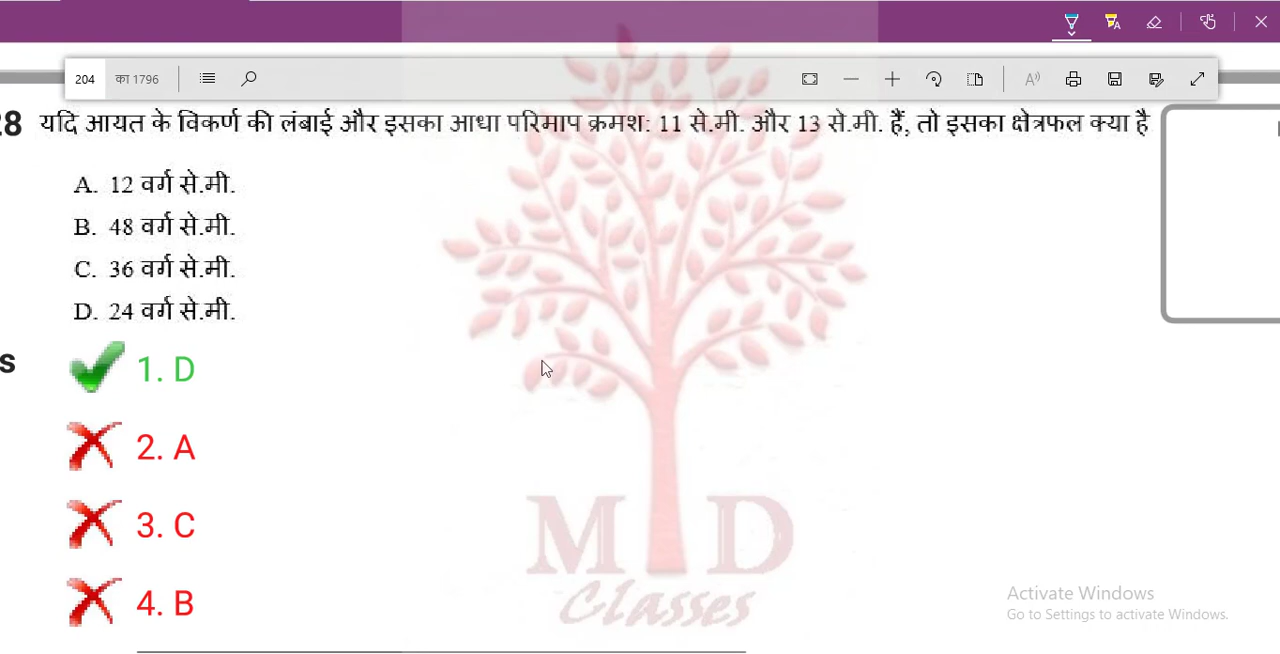 204 का 1796
28 यदि आयत के विकर्ण की लंबाई और इसका आधा परिमाप क्रमश: 11 से.मी. और 13 से.मी. हैं, तो इसका क्षेत्रफल क्या है
A. 12 वर्ग से.मी.
B. 48 वर्ग से.मी.
C. 36 वर्ग से.मी.
D. 24 वर्ग से.मी.
s
1. D
2. A
3. C
4. B
M D
Classes
Activate Windows
Go to Settings to activate Windows.